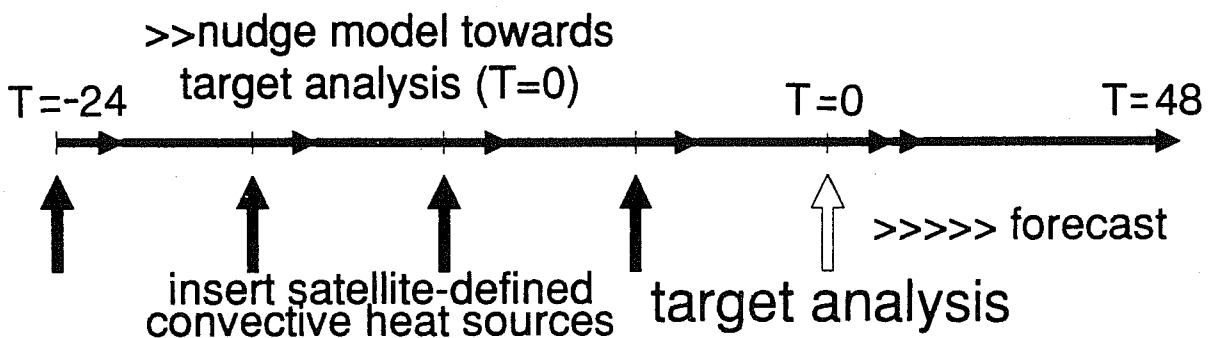 >>nudge model towards
target analysis (T=0)
T=-24
T=0
T=48
>>>>> forecast
insert satellite-defined
convective heat sources
target analysis